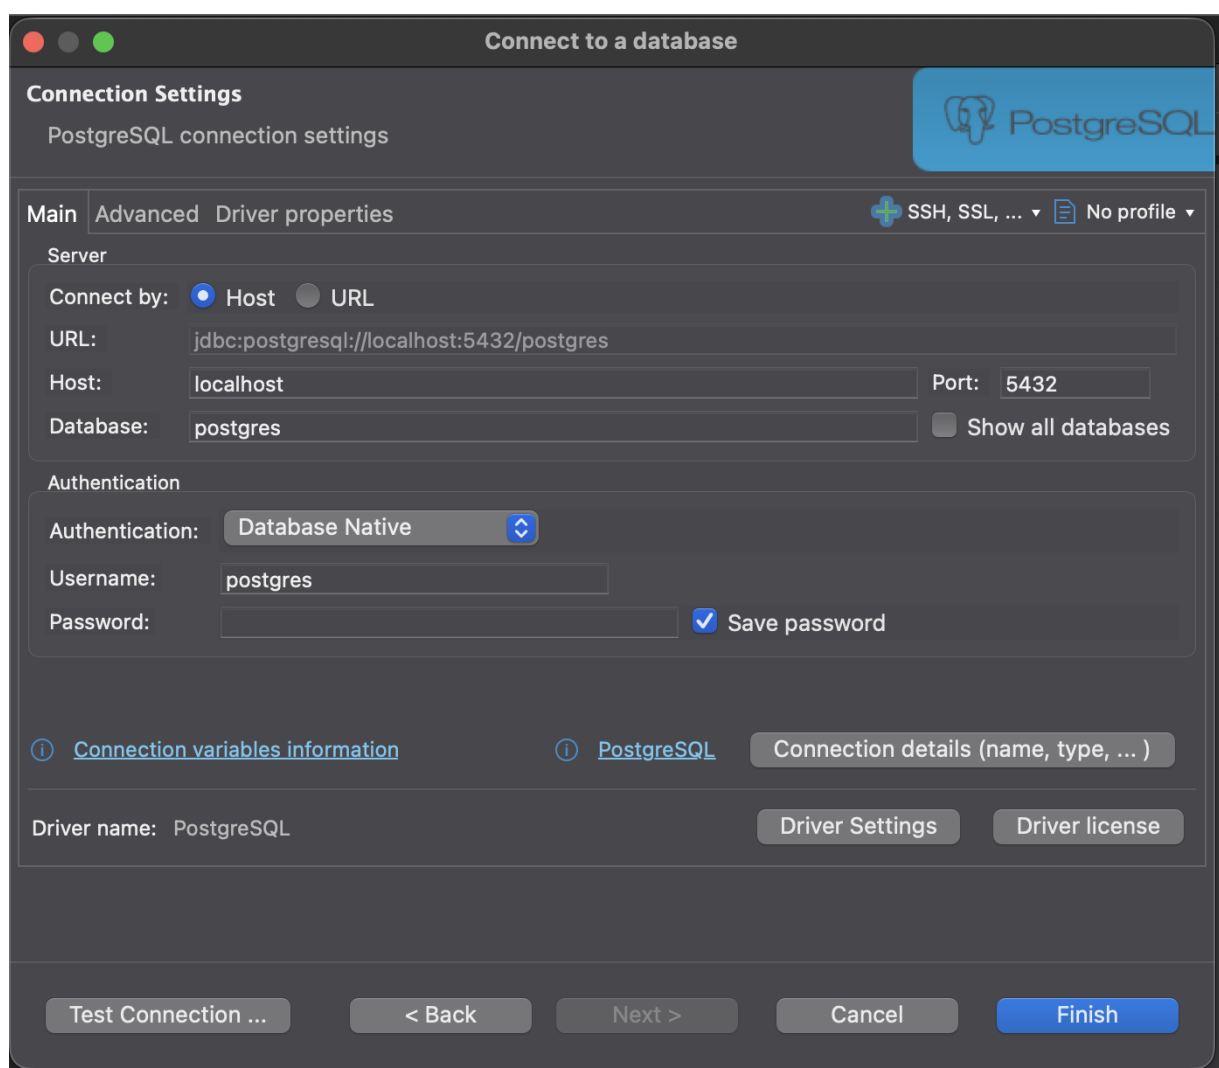 Connect to a database
Connection Settings
PostgreSQL connection settings
PostgreSQL
Main Advanced Driver properties SSH, SSL, ... No profile
Server
Connect by: Host URL
URL: jdbc:postgresql://localhost:5432/postgres
Host: localhost Port: 5432
Database: postgres Show all databases
Authentication
Authentication: Database Native
Username: postgres
Password: Save password
Connection variables information PostgreSQL Connection details (name, type, ... )
Driver name: PostgreSQL Driver Settings Driver license
Test Connection ... < Back Next > Cancel Finish